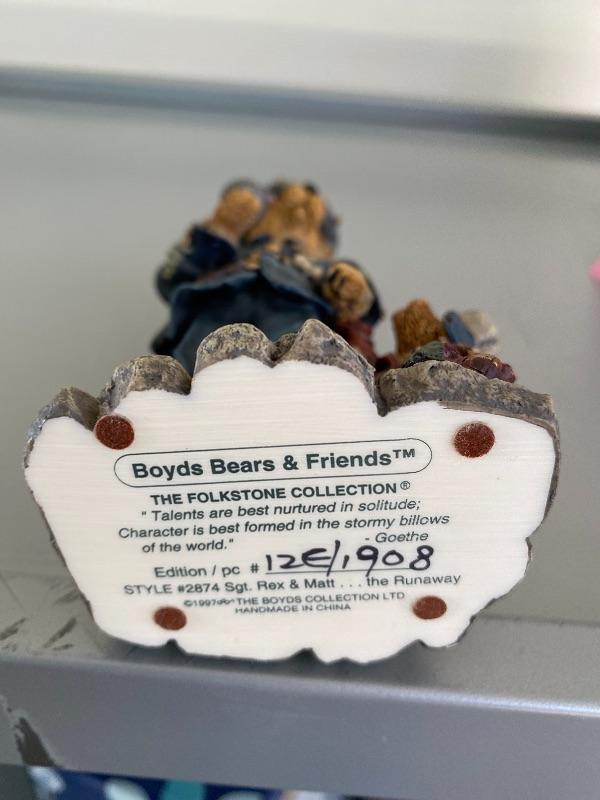 Boyds Bears & Friends™
THE FOLKSTONE COLLECTION®
" Talents are best nurtured in solitude;
Character is best formed in the stormy billows
of the world."
- Goethe
Edition / pc # 12E/1908
STYLE #2874 Sgt. Rex & Matt . . . the Runaway
©1997 THE BOYDS COLLECTION LTD
HANDMADE IN CHINA